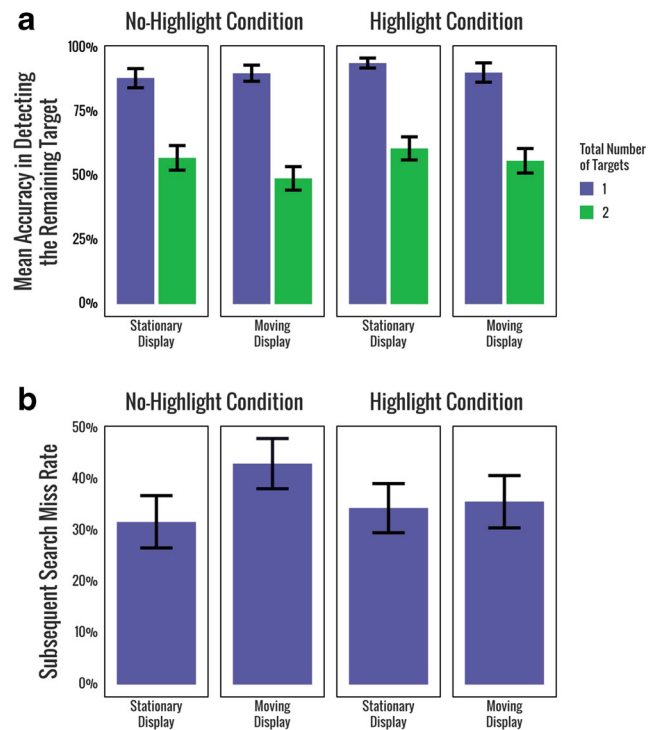 a
No-Highlight Condition Highlight Condition
Mean Accuracy in Detecting
the Remaining Target
100%
75%
50%
25%
0%
Stationary
Display
Moving
Display
Stationary
Display
Moving
Display
Total Number
of Targets
1
2
b
No-Highlight Condition Highlight Condition
Subsequent Search Miss Rate
50%
40%
30%
20%
10%
0%
Stationary
Display
Moving
Display
Stationary
Display
Moving
Display